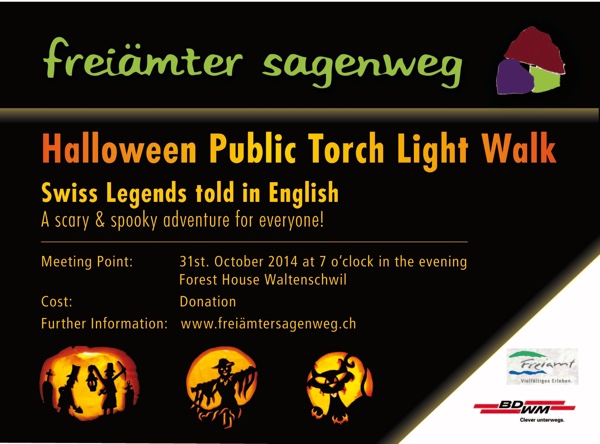 freiämter sagenweg
Halloween Public Torch Light Walk
Swiss Legends told in English
A scary & spooky adventure for everyone!
Meeting Point: 31st. October 2014 at 7 o'clock in the evening
Forest House Waltenschwil
Cost: Donation
Further Information: www.freiämtersagenweg.ch
Freiamt
Vielfältiges Erleben.
BDWM
Clever unterwegs.